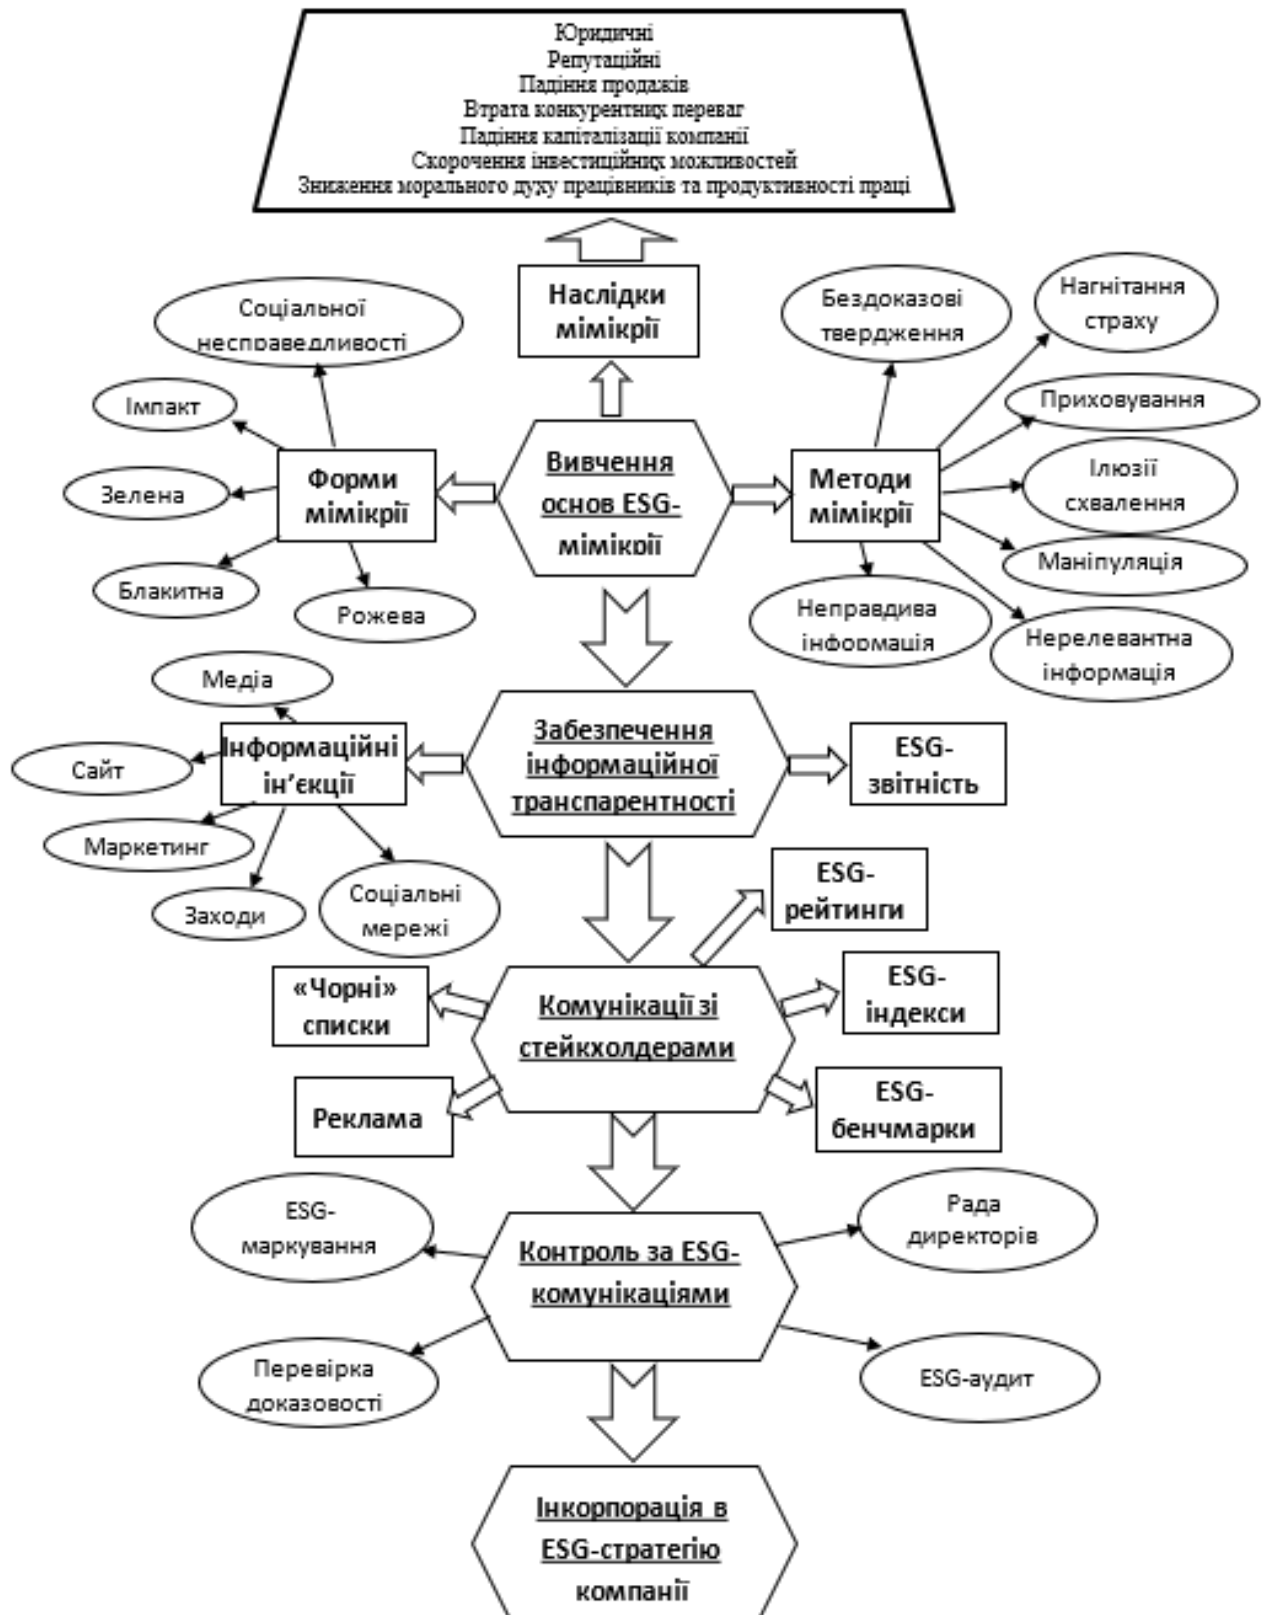 Юридичні
Репутаційні
Падіння продажів
Втрата конкурентних переваг
Падіння капіталізації компанії
Скорочення інвестиційних можливостей
Зниження морального духу працівників та продуктивності праці
Наслідки
мімікрії
Соціальної
несправедливості
Імпакт
Зелена
Блакитна
Рожева
Форми
мімікрії
Вивчення
основ ESG-
мімікрії
Методи
мімікрії
Бездоказові
твердження
Нагнітання
страху
Приховування
Ілюзії
схвалення
Маніпуляція
Неправдива
інформація
Нерелевантна
інформація
Медіа
Сайт
Маркетинг
Заходи
Соціальні
мережі
Інформаційні
ін’єкції
Забезпечення
інформаційної
транспарентності
ESG-
звітність
ESG-
рейтинги
«Чорні»
списки
Комунікації зі
стейкхолдерами
ESG-
індекси
Реклама
ESG-
бенчмарки
ESG-
маркування
Контроль за ESG-
комунікаціями
Рада
директорів
Перевірка
доказовості
ESG-аудит
Інкорпорація в
ESG-стратегію
компанії